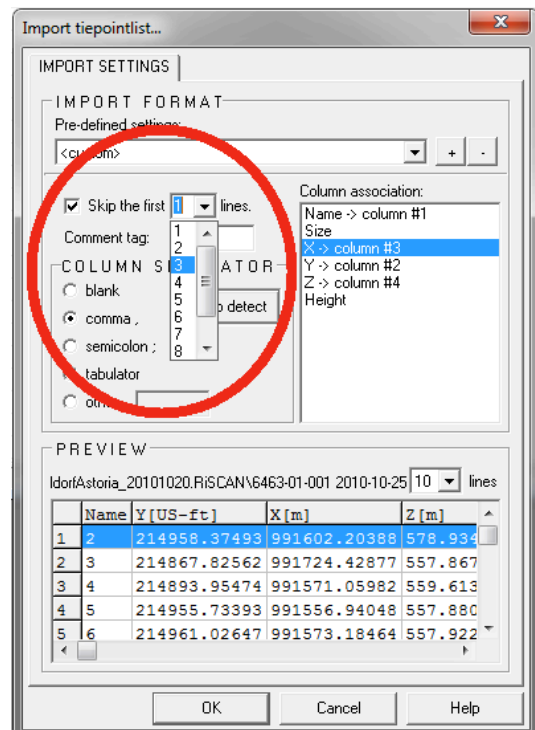 Import tiepointlist...
IMPORT SETTINGS
IMPORT FORMAT
Pre-defined settings:
<custom>
+ -
Skip the first 1 lines.
Column association:
Name -> column #1
Size
X -> column #3
Y -> column #2
Z -> column #4
Height
Comment tag:
1
2
3
4
5
6
7
8
COLUMN S ATOR
blank
comma ,
semicolon ;
tabulator
detect
PREVIEW
ldorfAstoria_20101020.RiSCAN\6463-01-001 2010-10-25 10 lines
Name Y[US-ft] X[m] Z[m]
1 2 214958.37493 991602.20388 578.934
2 3 214867.82562 991724.42877 557.867
3 4 214893.95474 991571.05982 559.613
4 5 214955.73393 991556.94048 557.880
5 6 214961.02647 991573.18464 557.922
OK Cancel Help